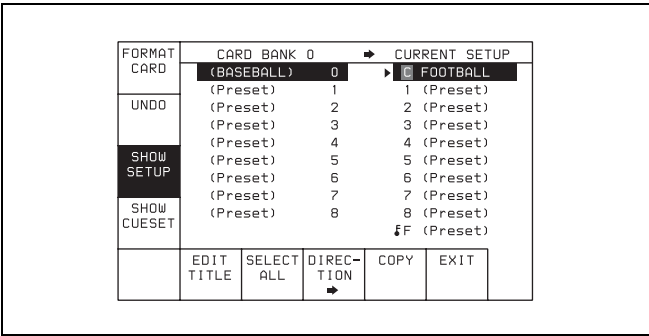 FORMAT
CARD
UNDO
SHOW
SETUP
SHOW
CUESET
CARD BANK 0 ➡ CURRENT SETUP
(BASEBALL) 0 ▶ C FOOTBALL
(Preset) 1 1 (Preset)
(Preset) 2 2 (Preset)
(Preset) 3 3 (Preset)
(Preset) 4 4 (Preset)
(Preset) 5 5 (Preset)
(Preset) 6 6 (Preset)
(Preset) 7 7 (Preset)
(Preset) 8 8 (Preset)
F (Preset)
EDIT
TITLE
SELECT
ALL
DIREC-
TION
➡
COPY
EXIT